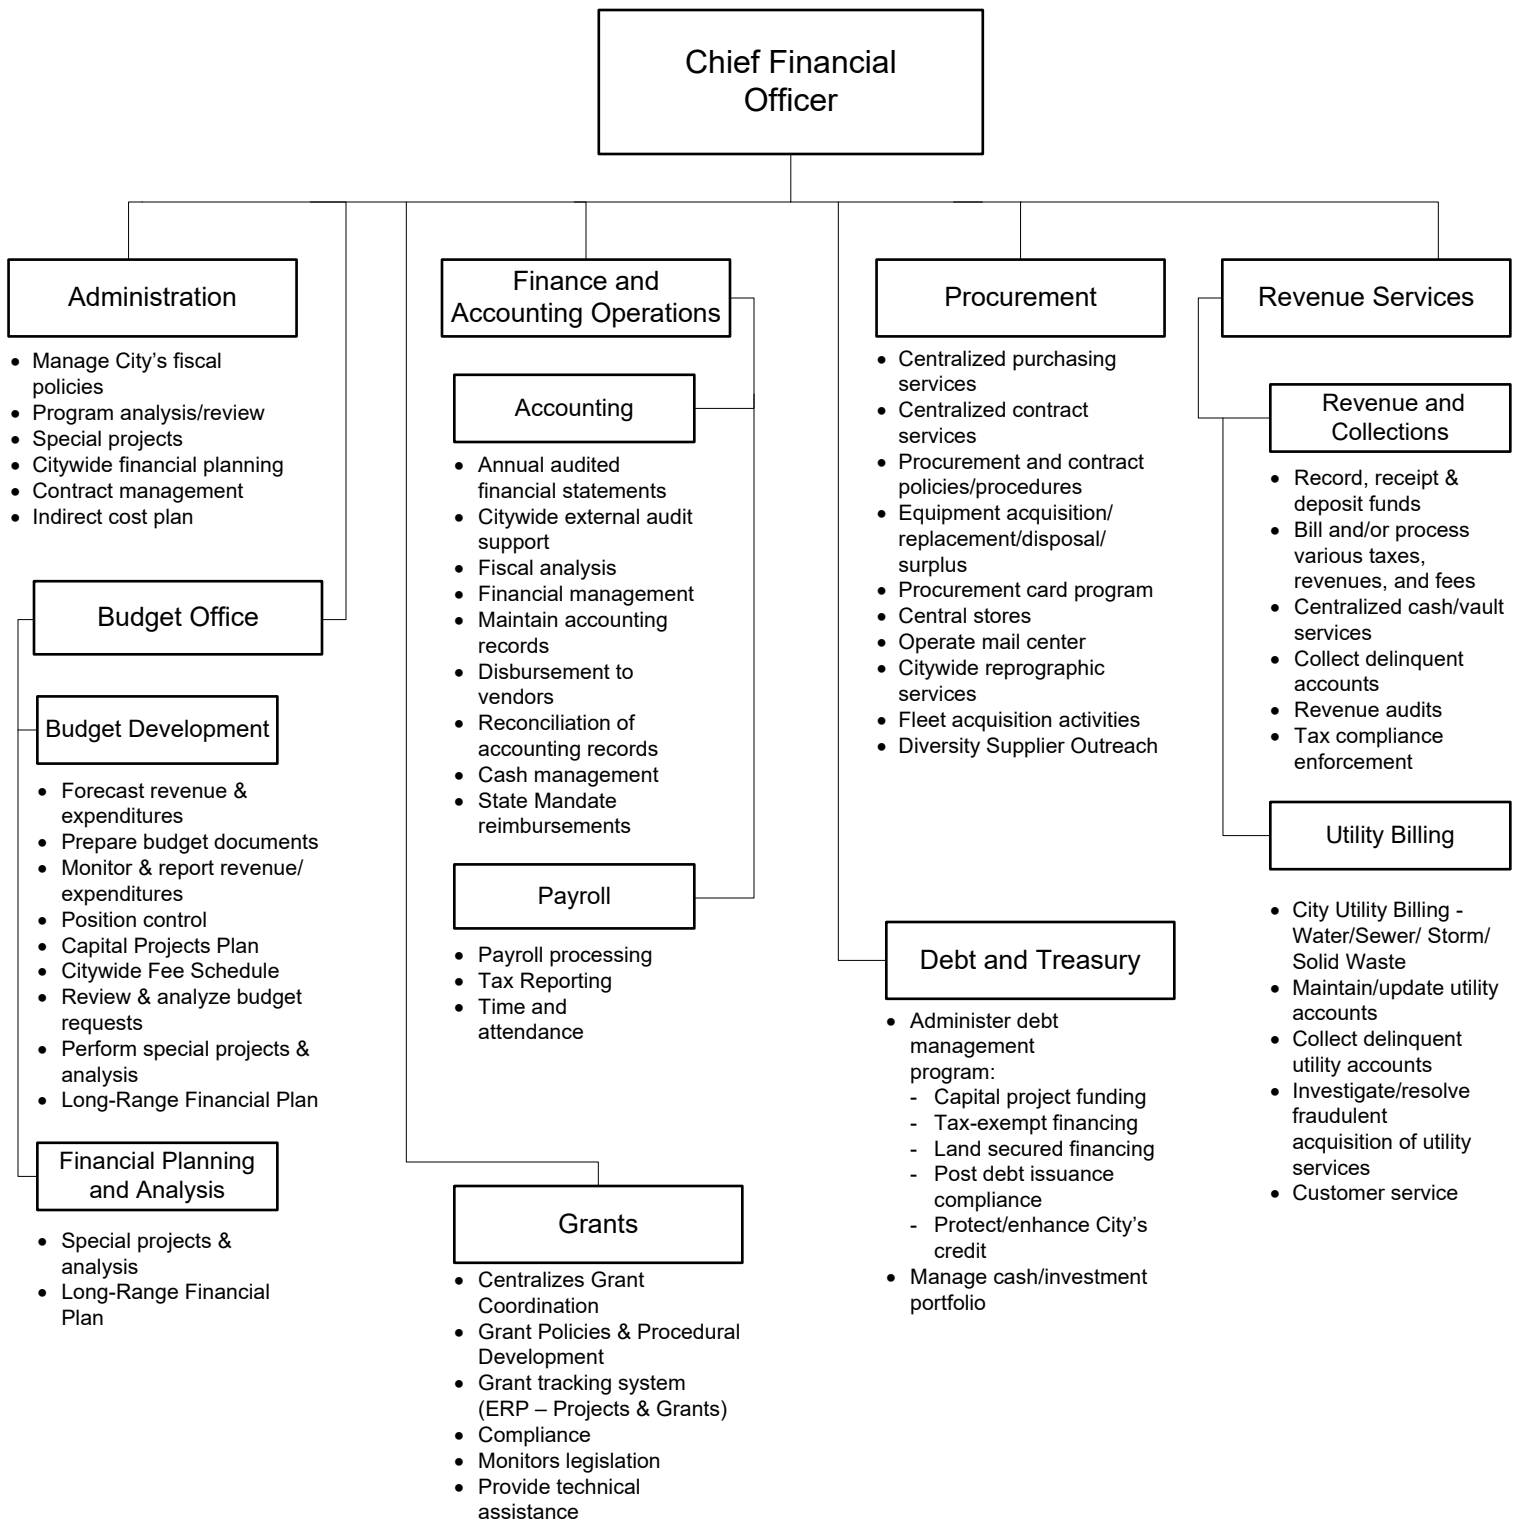 Chief Financial
Officer
Administration
• Manage City’s fiscal
policies
• Program analysis/review
• Special projects
• Citywide financial planning
• Contract management
• Indirect cost plan
Budget Office
Budget Development
• Forecast revenue &
expenditures
• Prepare budget documents
• Monitor & report revenue/
expenditures
• Position control
• Capital Projects Plan
• Citywide Fee Schedule
• Review & analyze budget
requests
• Perform special projects &
analysis
• Long-Range Financial Plan
Financial Planning
and Analysis
• Special projects &
analysis
• Long-Range Financial
Plan
Finance and
Accounting Operations
Accounting
• Annual audited
financial statements
• Citywide external audit
support
• Fiscal analysis
• Financial management
• Maintain accounting
records
• Disbursement to
vendors
• Reconciliation of
accounting records
• Cash management
• State Mandate
reimbursements
Payroll
• Payroll processing
• Tax Reporting
• Time and
attendance
Grants
• Centralizes Grant
Coordination
• Grant Policies & Procedural
Development
• Grant tracking system
(ERP – Projects & Grants)
• Compliance
• Monitors legislation
• Provide technical
assistance
Procurement
• Centralized purchasing
services
• Centralized contract
services
• Procurement and contract
policies/procedures
• Equipment acquisition/
replacement/disposal/
surplus
• Procurement card program
• Central stores
• Operate mail center
• Citywide reprographic
services
• Fleet acquisition activities
• Diversity Supplier Outreach
Debt and Treasury
• Administer debt
management
program:
- Capital project funding
- Tax-exempt financing
- Land secured financing
- Post debt issuance
compliance
- Protect/enhance City’s
credit
• Manage cash/investment
portfolio
Revenue Services
Revenue and
Collections
• Record, receipt &
deposit funds
• Bill and/or process
various taxes,
revenues, and fees
• Centralized cash/vault
services
• Collect delinquent
accounts
• Revenue audits
• Tax compliance
enforcement
Utility Billing
• City Utility Billing -
Water/Sewer/ Storm/
Solid Waste
• Maintain/update utility
accounts
• Collect delinquent
utility accounts
• Investigate/resolve
fraudulent
acquisition of utility
services
• Customer service